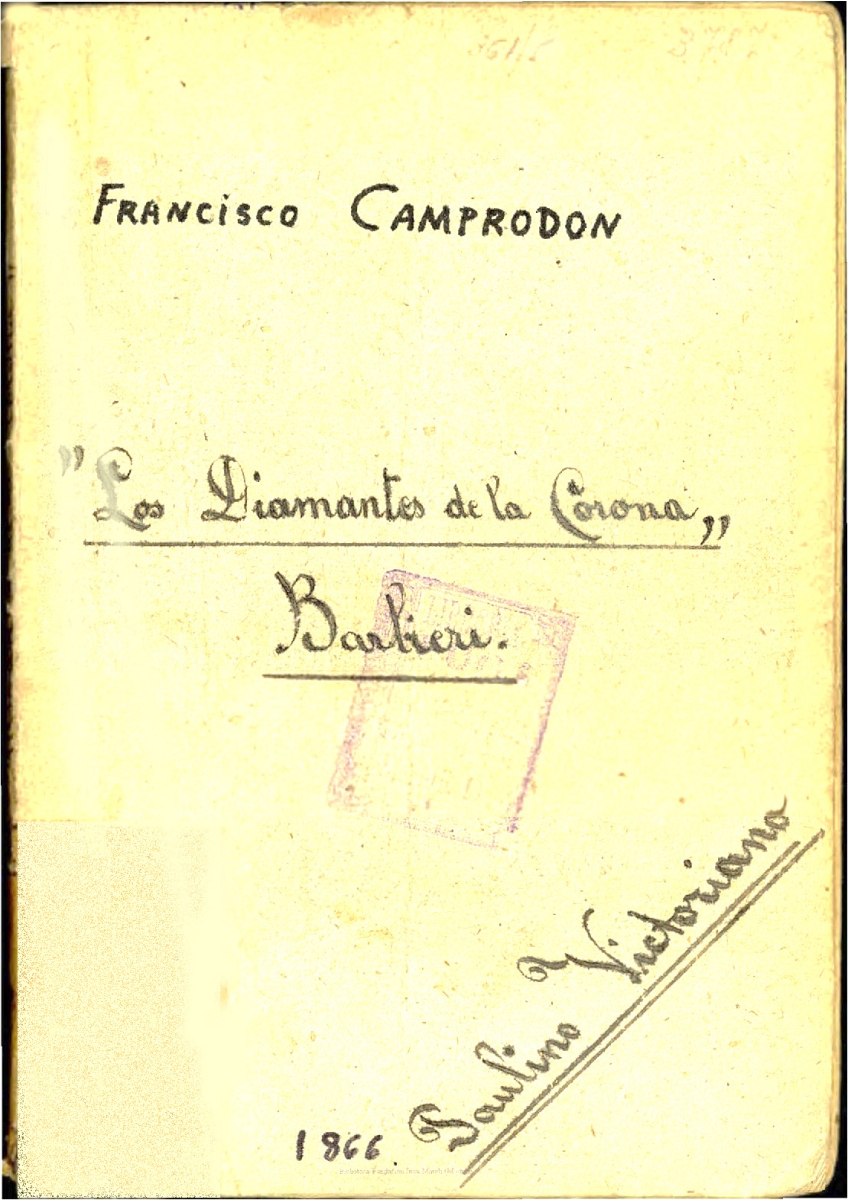 FRANCISCO CAMPRODON
"Los Diamantes de la Corona„
Barbieri.
Paulino Victoriano
1866.